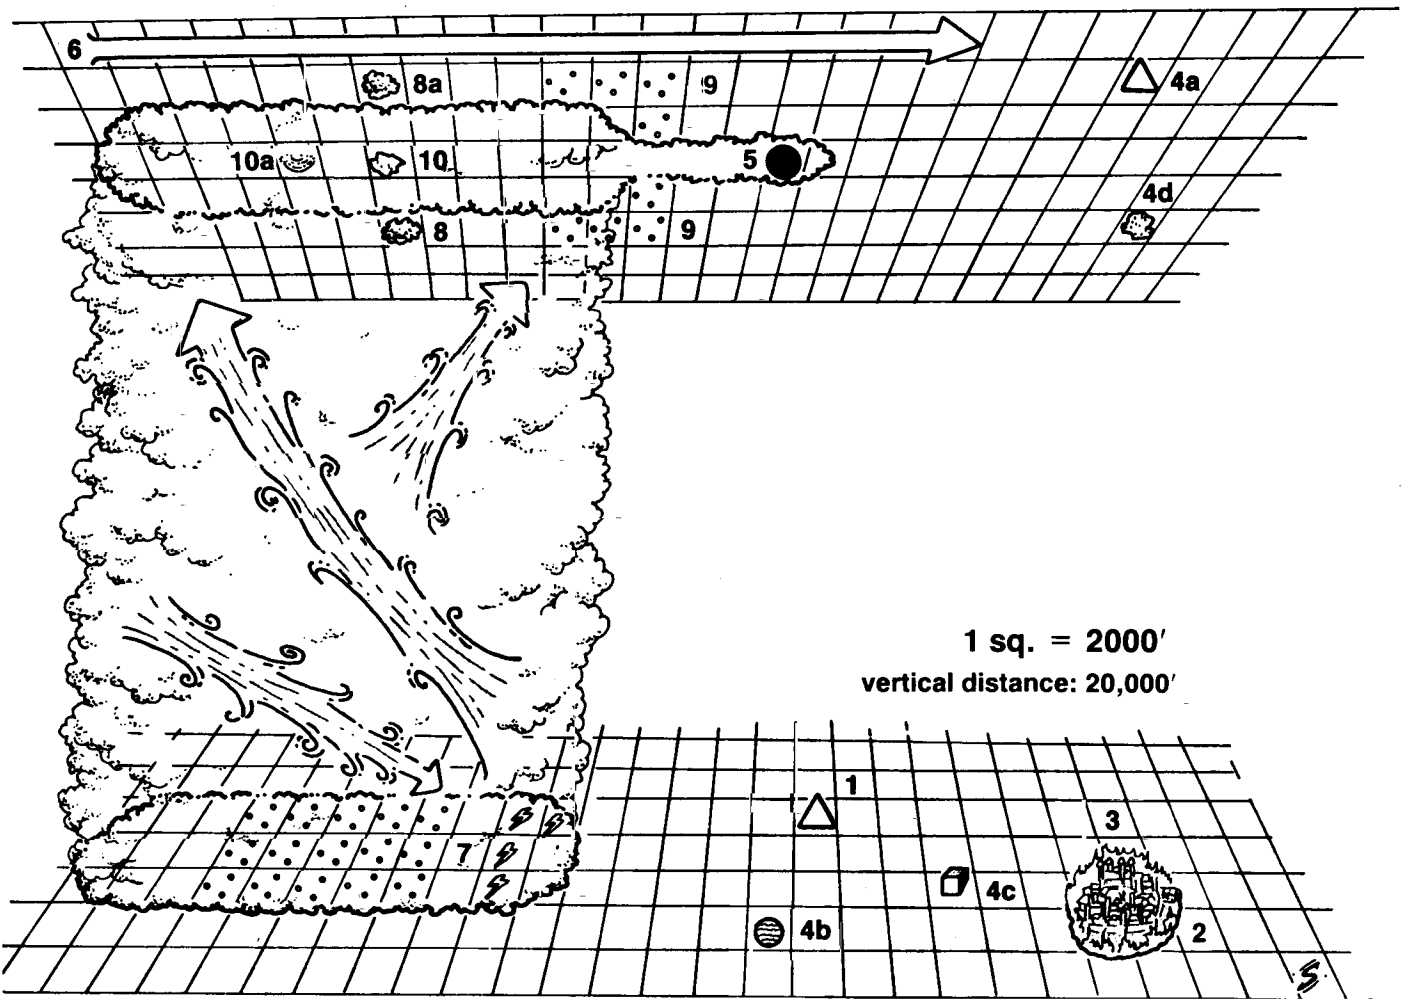 6
8a
9
4a
10a
10
5
4d
8
9
1 sq. = 2000′
vertical distance: 20,000′
1
3
7
4c
4b
2